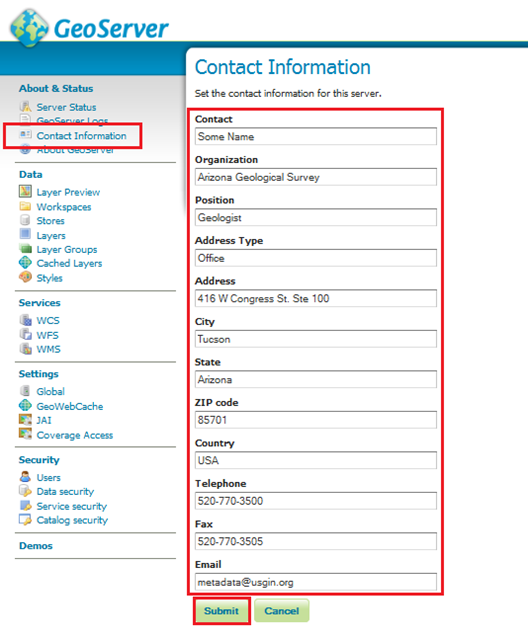 GeoServer
About & Status
Server Status
GeoServer Logs
Contact Information
About GeoServer
Data
Layer Preview
Workspaces
Stores
Layers
Layer Groups
Cached Layers
Styles
Services
WCS
WFS
WMS
Settings
Global
GeoWebCache
JAI
Coverage Access
Security
Users
Data security
Service security
Catalog security
Demos
Contact Information
Set the contact information for this server.
Contact
Some Name
Organization
Arizona Geological Survey
Position
Geologist
Address Type
Office
Address
416 W Congress St. Ste 100
City
Tucson
State
Arizona
ZIP code
85701
Country
USA
Telephone
520-770-3500
Fax
520-770-3505
Email
metadata@usgin.org
Submit Cancel